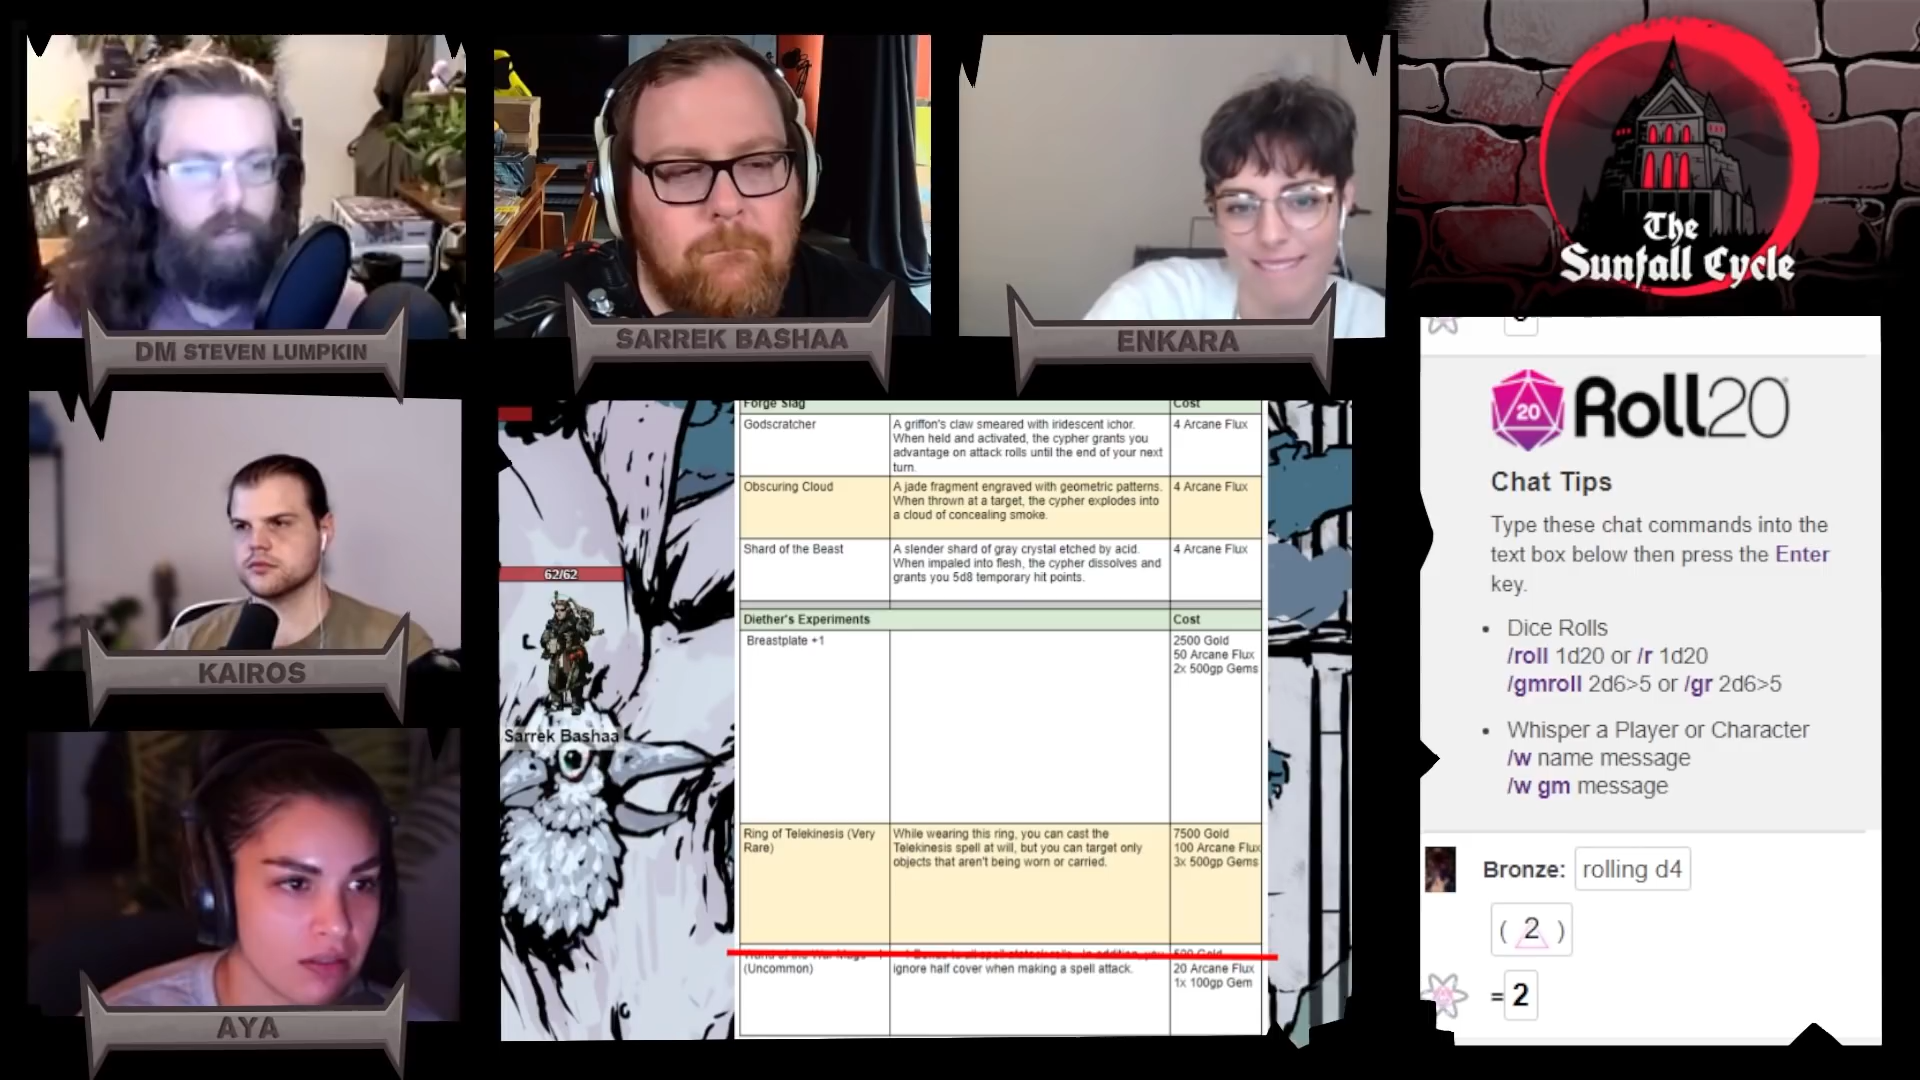 The
Sunfall Cycle
DM STEVEN LUMPKIN
SARREK BASHAA
ENKARA
KAIROS
AYA
62/62
Sarrek Bashaa
Forge Slag
Cost
Godscratcher
A griffon's claw smeared with iridescent ichor.
When held and activated, the cypher grants you
advantage on attack rolls until the end of your next
turn.
4 Arcane Flux
Obscuring Cloud
A jade fragment engraved with geometric patterns.
When thrown at a target, the cypher explodes into
a cloud of concealing smoke.
4 Arcane Flux
Shard of the Beast
A slender shard of gray crystal etched by acid.
When impaled into flesh, the cypher dissolves and
grants you 5d8 temporary hit points.
4 Arcane Flux
Diether's Experiments
Cost
Breastplate +1
2500 Gold
50 Arcane Flux
2x 500gp Gems
Ring of Telekinesis (Very
Rare)
While wearing this ring, you can cast the
Telekinesis spell at will, but you can target only
objects that aren't being worn or carried.
7500 Gold
100 Arcane Flux
3x 500gp Gems
(Uncommon)
ignore half cover when making a spell attack.
500 Gold
20 Arcane Flux
1x 100gp Gem
20
Roll20
Chat Tips
Type these chat commands into the
text box below then press the Enter
key.
• Dice Rolls
/roll 1d20 or /r 1d20
/gmroll 2d6>5 or /gr 2d6>5
• Whisper a Player or Character
/w name message
/w gm message
Bronze: rolling d4
( 2 )
=2